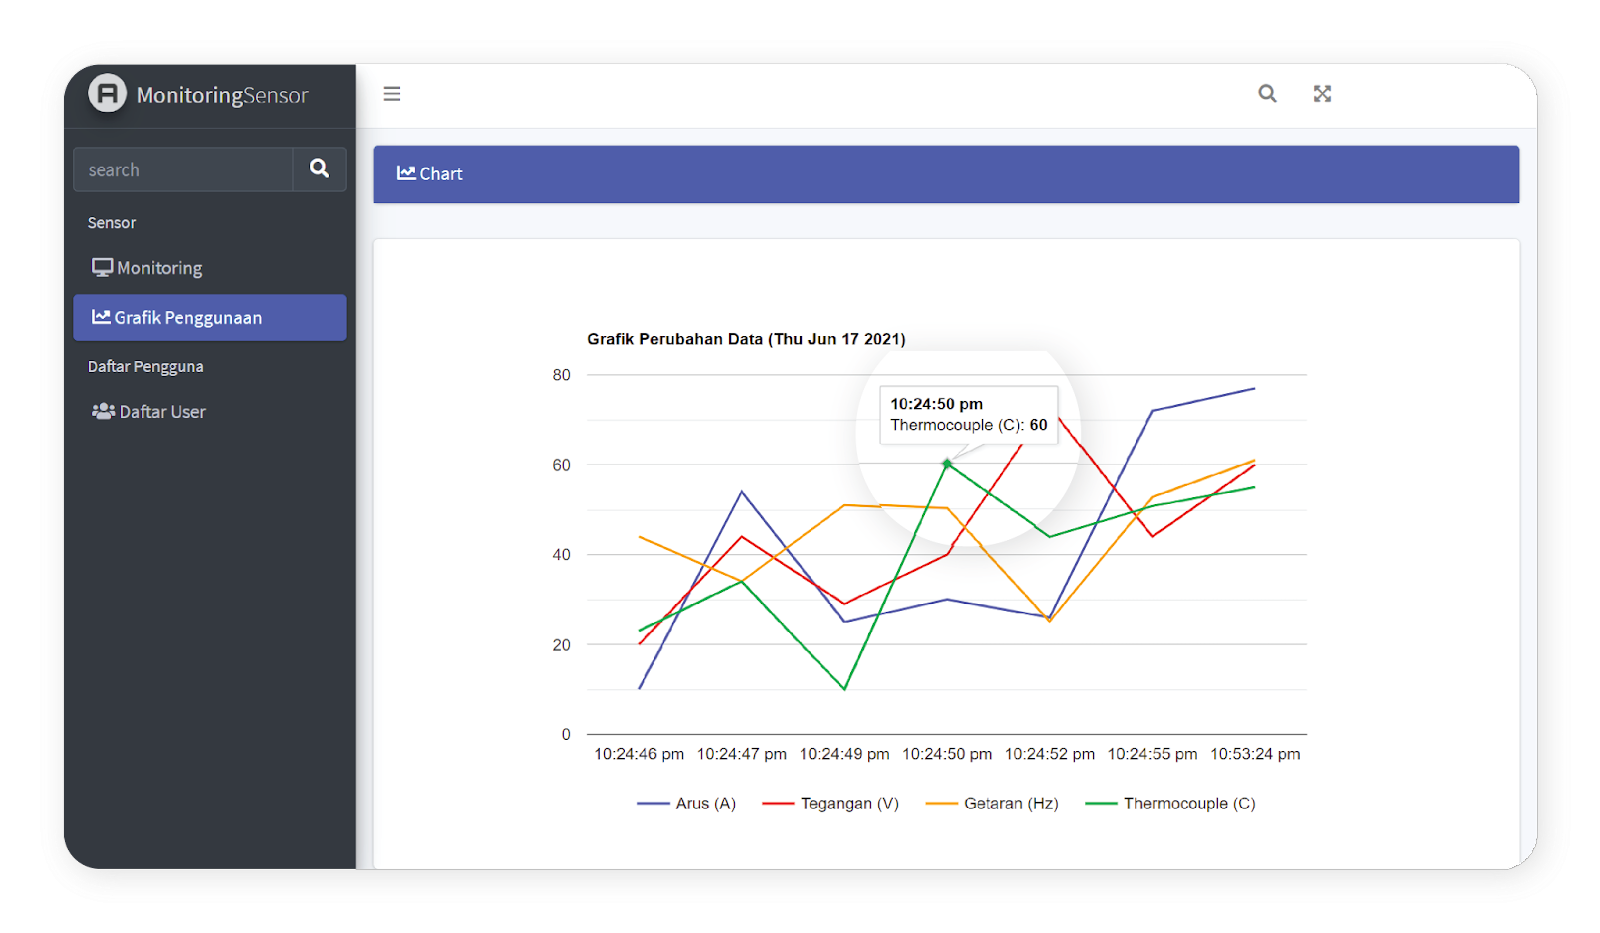 MonitoringSensor
search
Sensor
Monitoring
Grafik Penggunaan
Daftar Pengguna
Daftar User
Chart
Grafik Perubahan Data (Thu Jun 17 2021)
80
60
40
20
0
10:24:50 pm
Thermocouple (C): 60
10:24:46 pm 10:24:47 pm 10:24:49 pm 10:24:50 pm 10:24:52 pm 10:24:55 pm 10:53:24 pm
Arus (A) Tegangan (V) Getaran (Hz) Thermocouple (C)